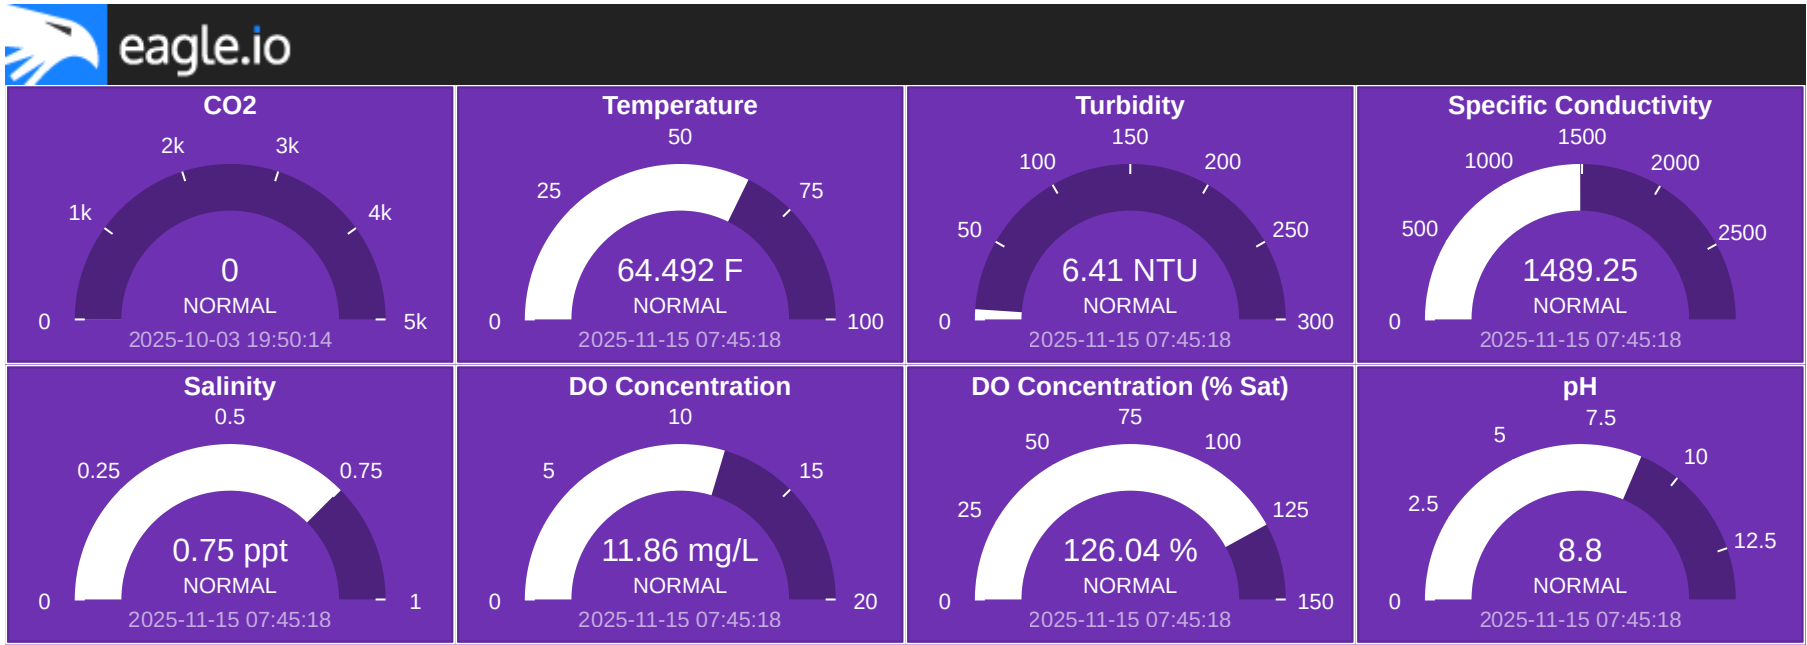 eagle.io
CO2
2k
3k
1k
4k
0
NORMAL
0
5k
2025-10-03 19:50:14
Temperature
50
25
75
64.492 F
NORMAL
0
100
2025-11-15 07:45:18
Turbidity
150
100
200
50
250
6.41 NTU
NORMAL
0
300
2025-11-15 07:45:18
Specific Conductivity
1500
1000
2000
500
2500
1489.25
NORMAL
0
2025-11-15 07:45:18
Salinity
0.5
0.25
0.75
0.75 ppt
NORMAL
0
1
2025-11-15 07:45:18
DO Concentration
10
5
15
11.86 mg/L
NORMAL
0
20
2025-11-15 07:45:18
DO Concentration (% Sat)
75
50
100
25
125
126.04 %
NORMAL
0
150
2025-11-15 07:45:18
pH
7.5
5
10
2.5
12.5
8.8
NORMAL
0
2025-11-15 07:45:18